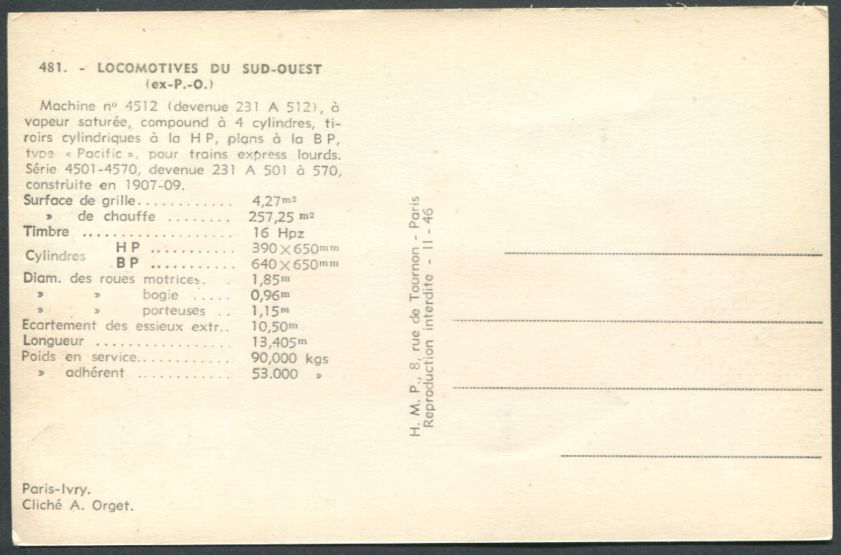 481. - LOCOMOTIVES DU SUD-OUEST
(ex-P.-O.)
Machine nº 4512 (devenue 231 A 512), à
vapeur saturée, compound à 4 cylindres, ti-
roirs cylindriques à la H P, plans à la B P,
type « Pacific », pour trains express lourds.
Série 4501-4570, devenue 231 A 501 à 570,
construite en 1907-09.
Surface de grille............ 4,27m²
» de chauffe ........ 257,25 m²
Timbre .................. 16 Hpz
Cylindres H P ........... 390×650mm
B P ........... 640×650mm
Diam. des roues motrices. . 1,85m
» » bogie ..... 0,96m
» » porteuses .. 1,15m
Ecartement des essieux extr.. 10,50m
Longueur ................ 13,405m
Poids en service............ 90,000 kgs
» adhérent ............ 53.000 »
Paris-Ivry.
Cliché A. Orget.
H. M. P., 8, rue de Tournon - Paris
Reproduction interdite - II - 46